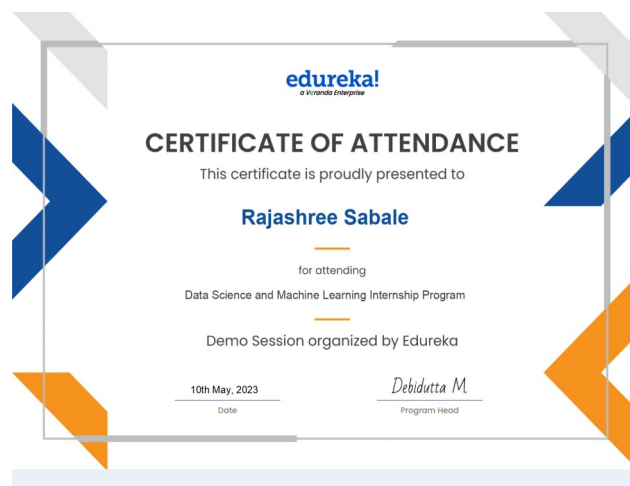 edureka!
a Veranda Enterprise
CERTIFICATE OF ATTENDANCE
This certificate is proudly presented to
Rajashree Sabale
for attending
Data Science and Machine Learning Internship Program
Demo Session organized by Edureka
10th May, 2023
Debidutta M.
Date
Program Head